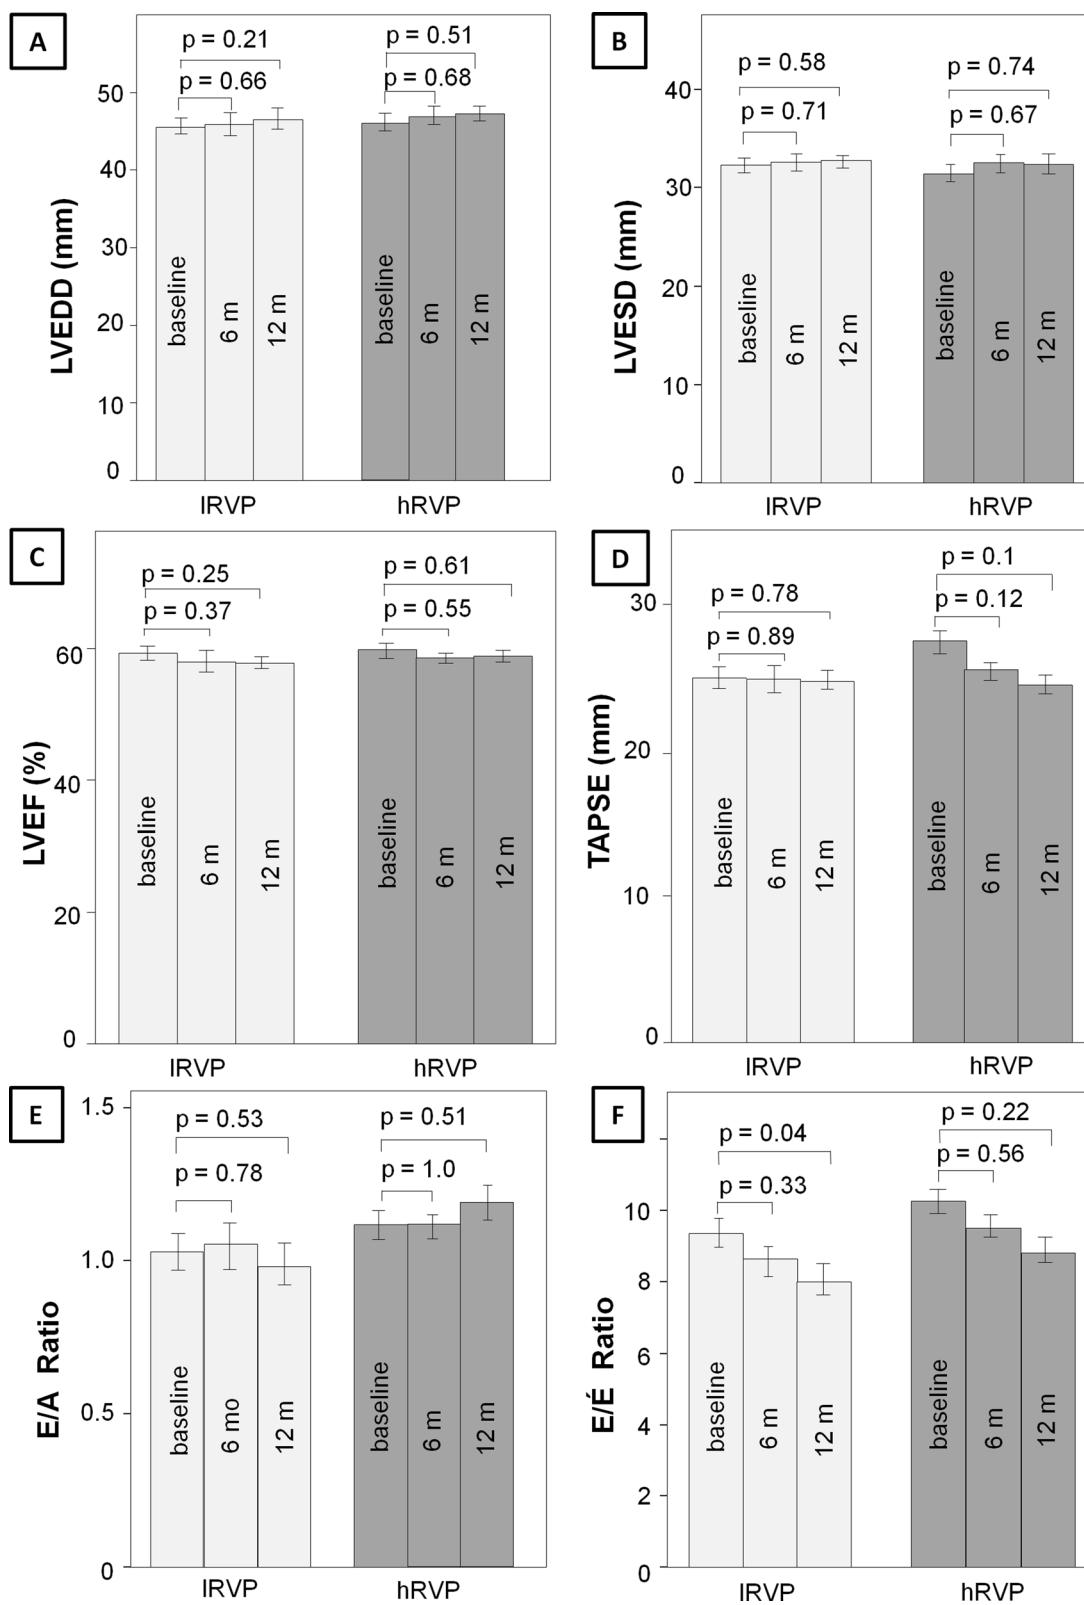 A
p = 0.21
p = 0.66
p = 0.51
p = 0.68
50
40
30
20
10
0
LVEDD (mm)
baseline
6 m
12 m
baseline
6 m
12 m
lRVP
hRVP
B
p = 0.58
p = 0.71
p = 0.74
p = 0.67
40
30
20
10
0
LVESD (mm)
baseline
6 m
12 m
baseline
6 m
12 m
lRVP
hRVP
C
p = 0.25
p = 0.37
p = 0.61
p = 0.55
60
40
20
0
LVEF (%)
baseline
6 m
12 m
baseline
6 m
12 m
lRVP
hRVP
D
p = 0.78
p = 0.89
p = 0.1
p = 0.12
30
20
10
0
TAPSE (mm)
baseline
6 m
12 m
baseline
6 m
12 m
lRVP
hRVP
E
p = 0.53
p = 0.78
p = 0.51
p = 1.0
1.5
1.0
0.5
0
E/A Ratio
baseline
6 mo
12 m
baseline
6 m
12 m
lRVP
hRVP
F
p = 0.04
p = 0.33
p = 0.22
p = 0.56
10
8
6
4
2
0
E/É Ratio
baseline
6 m
12 m
baseline
6 m
12 m
lRVP
hRVP